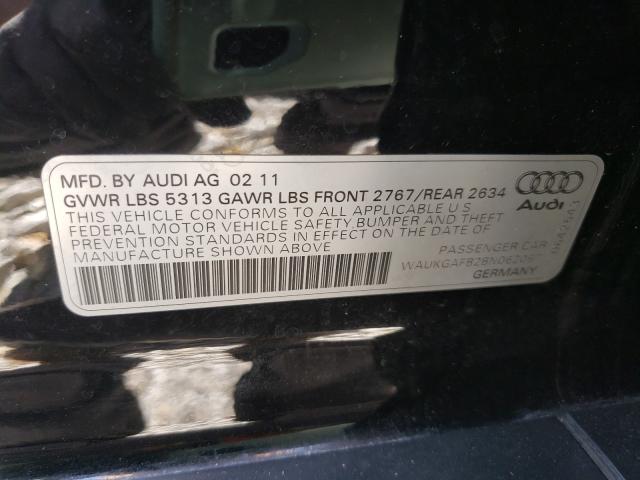 MFD. BY AUDI AG 02 11
GVWR LBS 5313 GAWR LBS FRONT 2767/REAR 2634
THIS VEHICLE CONFORMS TO ALL APPLICABLE U.S
FEDERAL MOTOR VEHICLE SAFETY,BUMPER AND THEFT
PREVENTION STANDARDS IN EFFECT ON THE DATE OF
MANUFACTURE SHOWN ABOVE
Audi
PASSENGER CAR
GERMANY